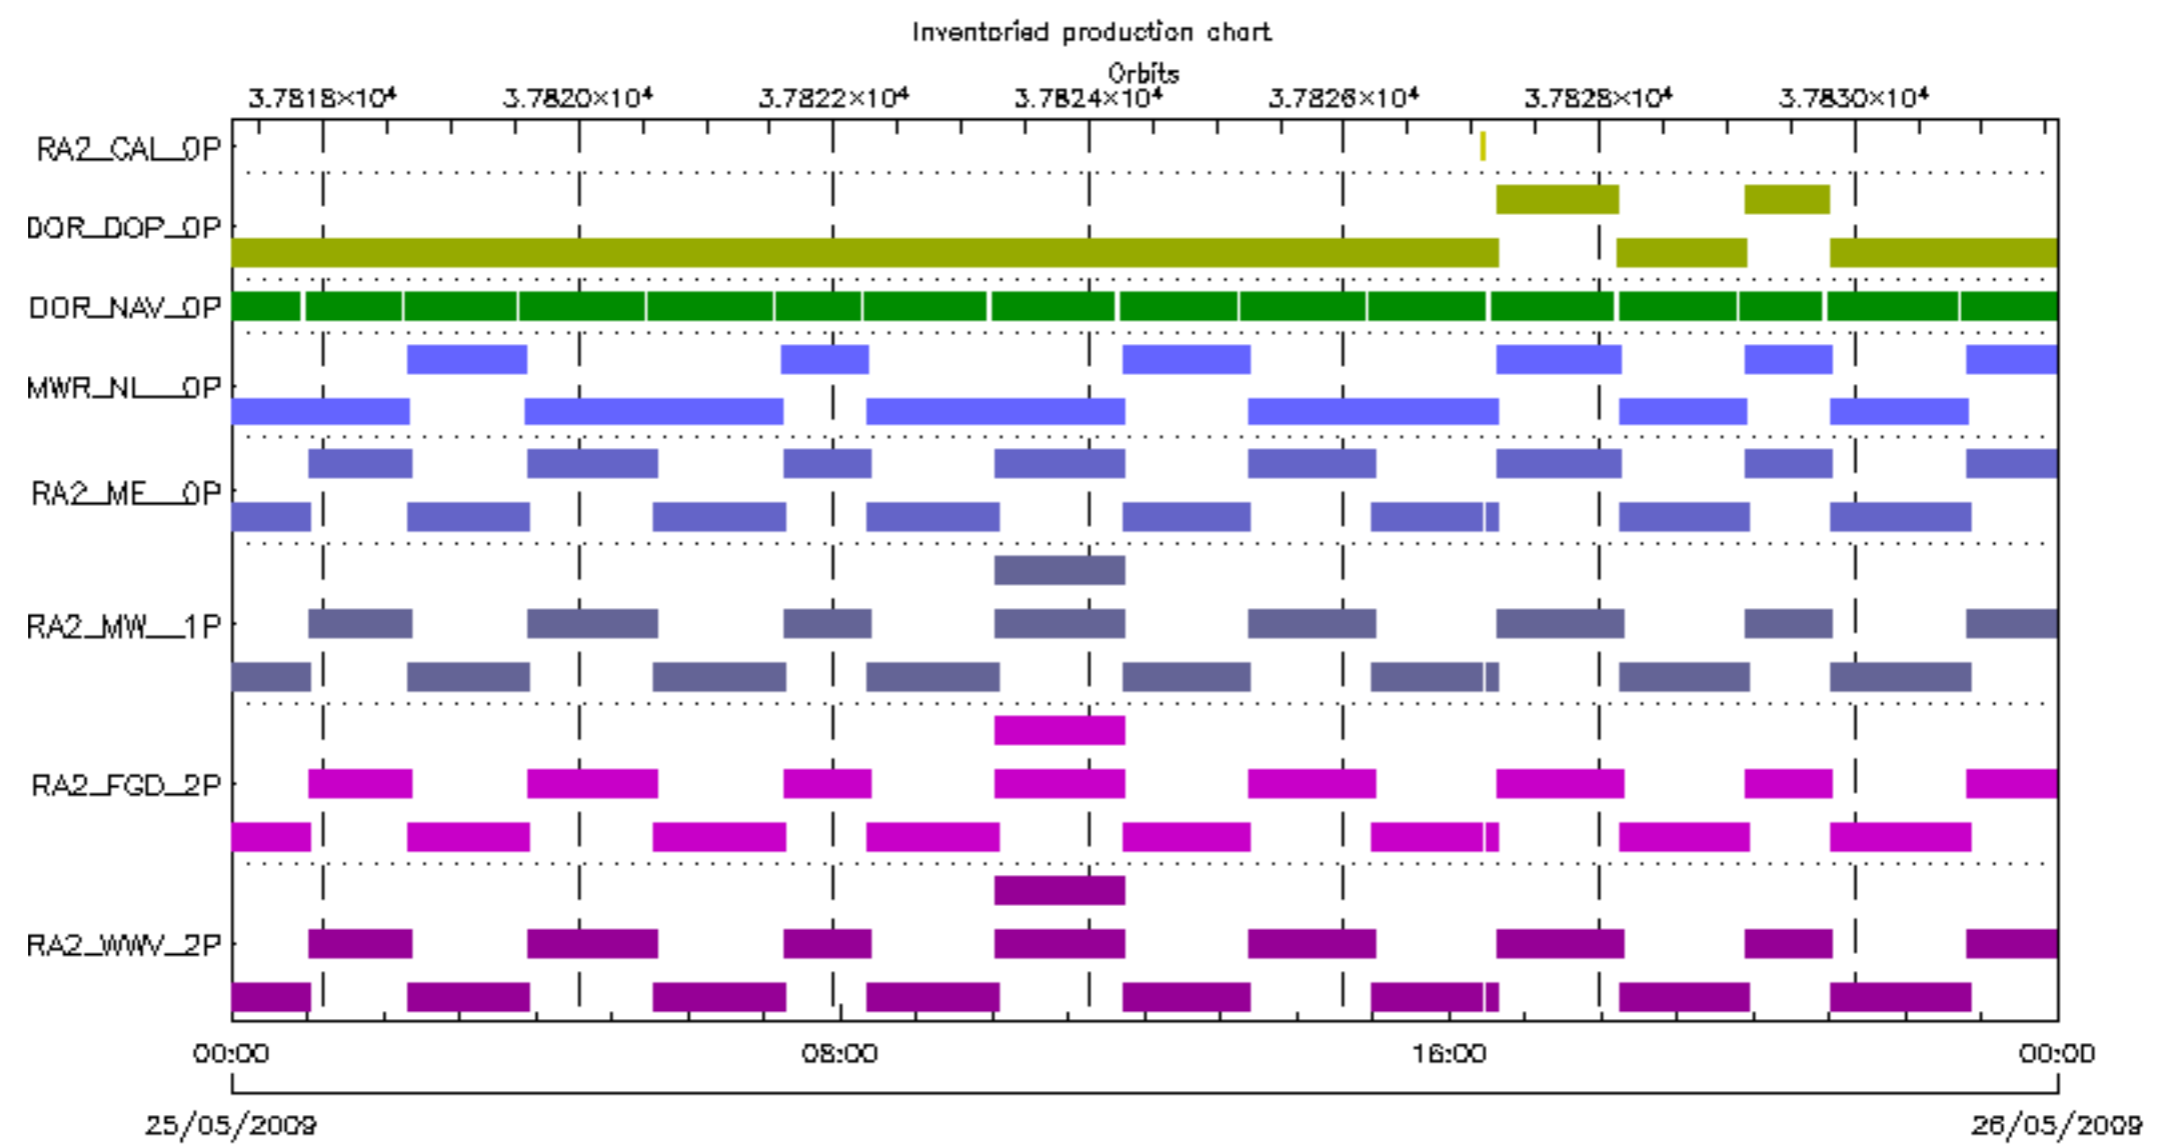 Inventoried production chart
Orbits
3.7818×10⁴ 3.7820×10⁴ 3.7822×10⁴ 3.7824×10⁴ 3.7826×10⁴ 3.7828×10⁴ 3.7830×10⁴
RA2_CAL_0P
DOR_DOP_0P
DOR_NAV_0P
MWR_NL__0P
RA2_ME__0P
RA2_MW__1P
RA2_FGD_2P
RA2_WWV_2P
00:00 08:00 16:00 00:00
25/05/2009 26/05/2009